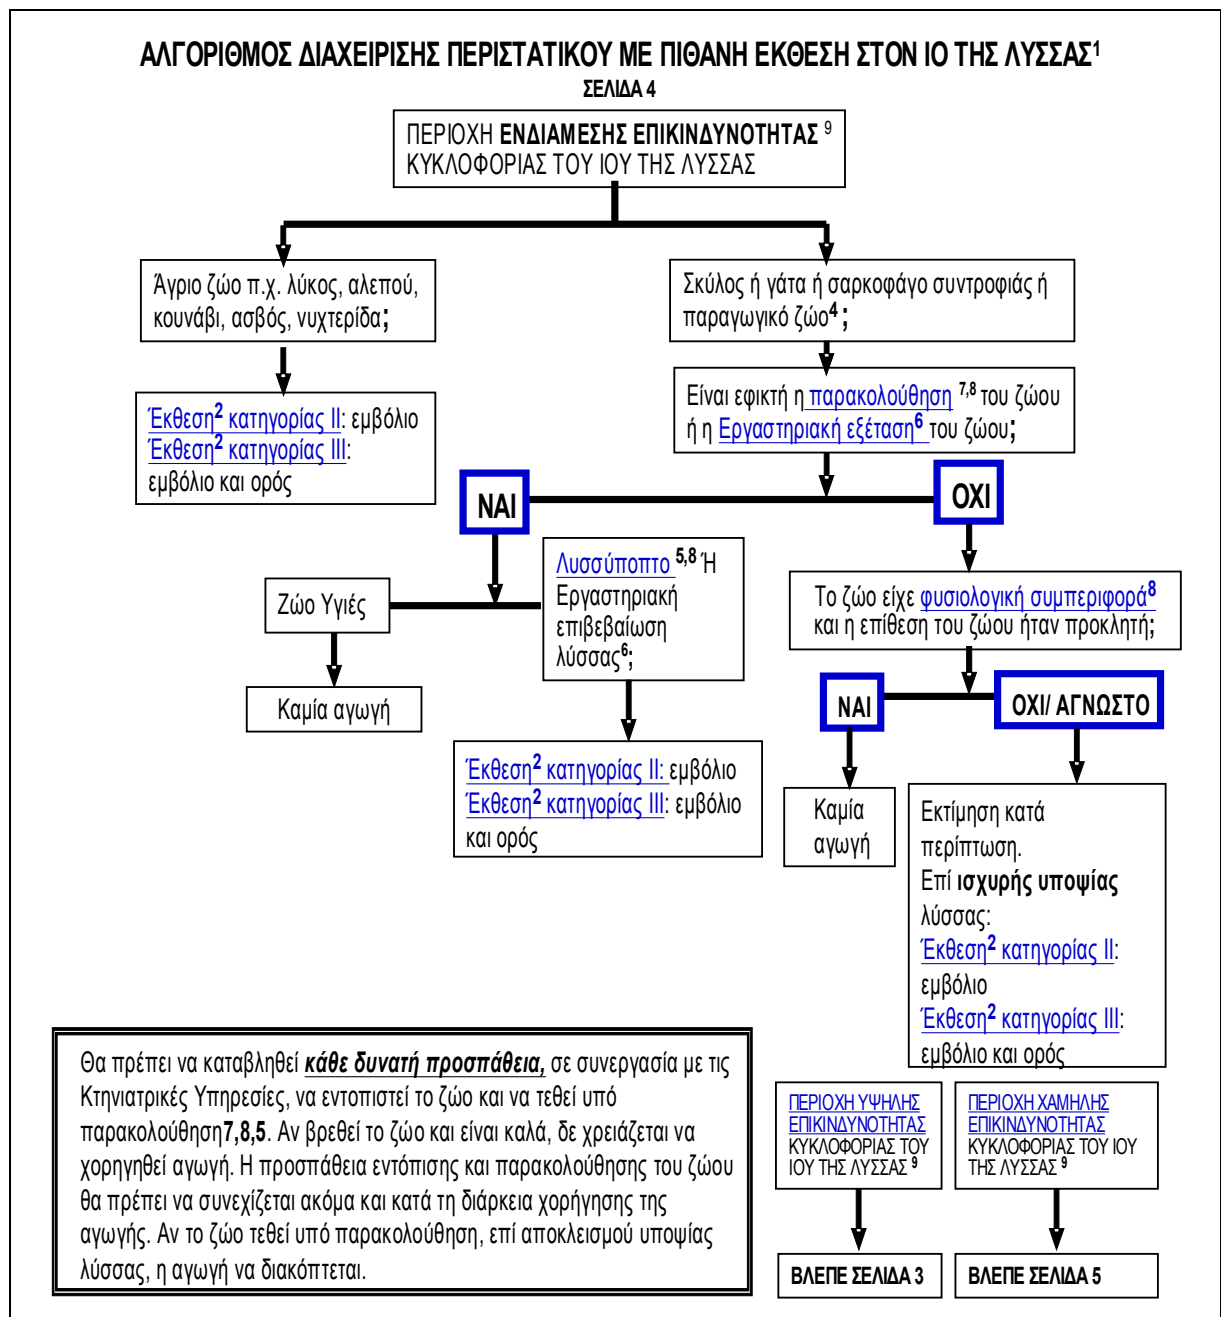 ΑΛΓΟΡΙΘΜΟΣ ΔΙΑΧΕΙΡΙΣΗΣ ΠΕΡΙΣΤΑΤΙΚΟΥ ΜΕ ΠΙΘΑΝΗ ΕΚΘΕΣΗ ΣΤΟΝ ΙΟ ΤΗΣ ΛΥΣΣΑΣ1
ΣΕΛΙΔΑ 4
ΠΕΡΙΟΧΗ ΕΝΔΙΑΜΕΣΗΣ ΕΠΙΚΙΝΔΥΝΟΤΗΤΑΣ 9
ΚΥΚΛΟΦΟΡΙΑΣ ΤΟΥ ΙΟΥ ΤΗΣ ΛΥΣΣΑΣ
Άγριο ζώο π.χ. λύκος, αλεπού,
κουνάβι, ασβός, νυχτερίδα;
Έκθεση2 κατηγορίας ΙΙ: εμβόλιο
Έκθεση2 κατηγορίας ΙΙΙ:
εμβόλιο και ορός
Σκύλος ή γάτα ή σαρκοφάγο συντροφιάς ή
παραγωγικό ζώο4 ;
Είναι εφικτή η παρακολούθηση 7,8 του ζώου
ή η Εργαστηριακή εξέταση6 του ζώου;
ΝΑΙ
ΟΧΙ
Ζώο Υγιές
Καμία αγωγή
Λυσσύποπτο 5,8 Ή
Εργαστηριακή
επιβεβαίωση
λύσσας6;
Έκθεση2 κατηγορίας ΙΙ: εμβόλιο
Έκθεση2 κατηγορίας ΙΙΙ: εμβόλιο
και ορός
Το ζώο είχε φυσιολογική συμπεριφορά8
και η επίθεση του ζώου ήταν προκλητή;
ΝΑΙ
ΟΧΙ/ ΑΓΝΩΣΤΟ
Καμία
αγωγή
Εκτίμηση κατά
περίπτωση.
Επί ισχυρής υποψίας
λύσσας:
Έκθεση2 κατηγορίας ΙΙ:
εμβόλιο
Έκθεση2 κατηγορίας ΙΙΙ:
εμβόλιο και ορός
Θα πρέπει να καταβληθεί κάθε δυνατή προσπάθεια, σε συνεργασία με τις
Κτηνιατρικές Υπηρεσίες, να εντοπιστεί το ζώο και να τεθεί υπό
παρακολούθηση7,8,5. Αν βρεθεί το ζώο και είναι καλά, δε χρειάζεται να
χορηγηθεί αγωγή. Η προσπάθεια εντόπισης και παρακολούθησης του ζώου
θα πρέπει να συνεχίζεται ακόμα και κατά τη διάρκεια χορήγησης της
αγωγής. Αν το ζώο τεθεί υπό παρακολούθηση, επί αποκλεισμού υποψίας
λύσσας, η αγωγή να διακόπτεται.
ΠΕΡΙΟΧΗ ΥΨΗΛΗΣ
ΕΠΙΚΙΝΔΥΝΟΤΗΤΑΣ
ΚΥΚΛΟΦΟΡΙΑΣ ΤΟΥ
ΙΟΥ ΤΗΣ ΛΥΣΣΑΣ 9
ΒΛΕΠΕ ΣΕΛΙΔΑ 3
ΠΕΡΙΟΧΗ ΧΑΜΗΛΗΣ
ΕΠΙΚΙΝΔΥΝΟΤΗΤΑΣ
ΚΥΚΛΟΦΟΡΙΑΣ ΤΟΥ ΙΟΥ
ΤΗΣ ΛΥΣΣΑΣ 9
ΒΛΕΠΕ ΣΕΛΙΔΑ 5